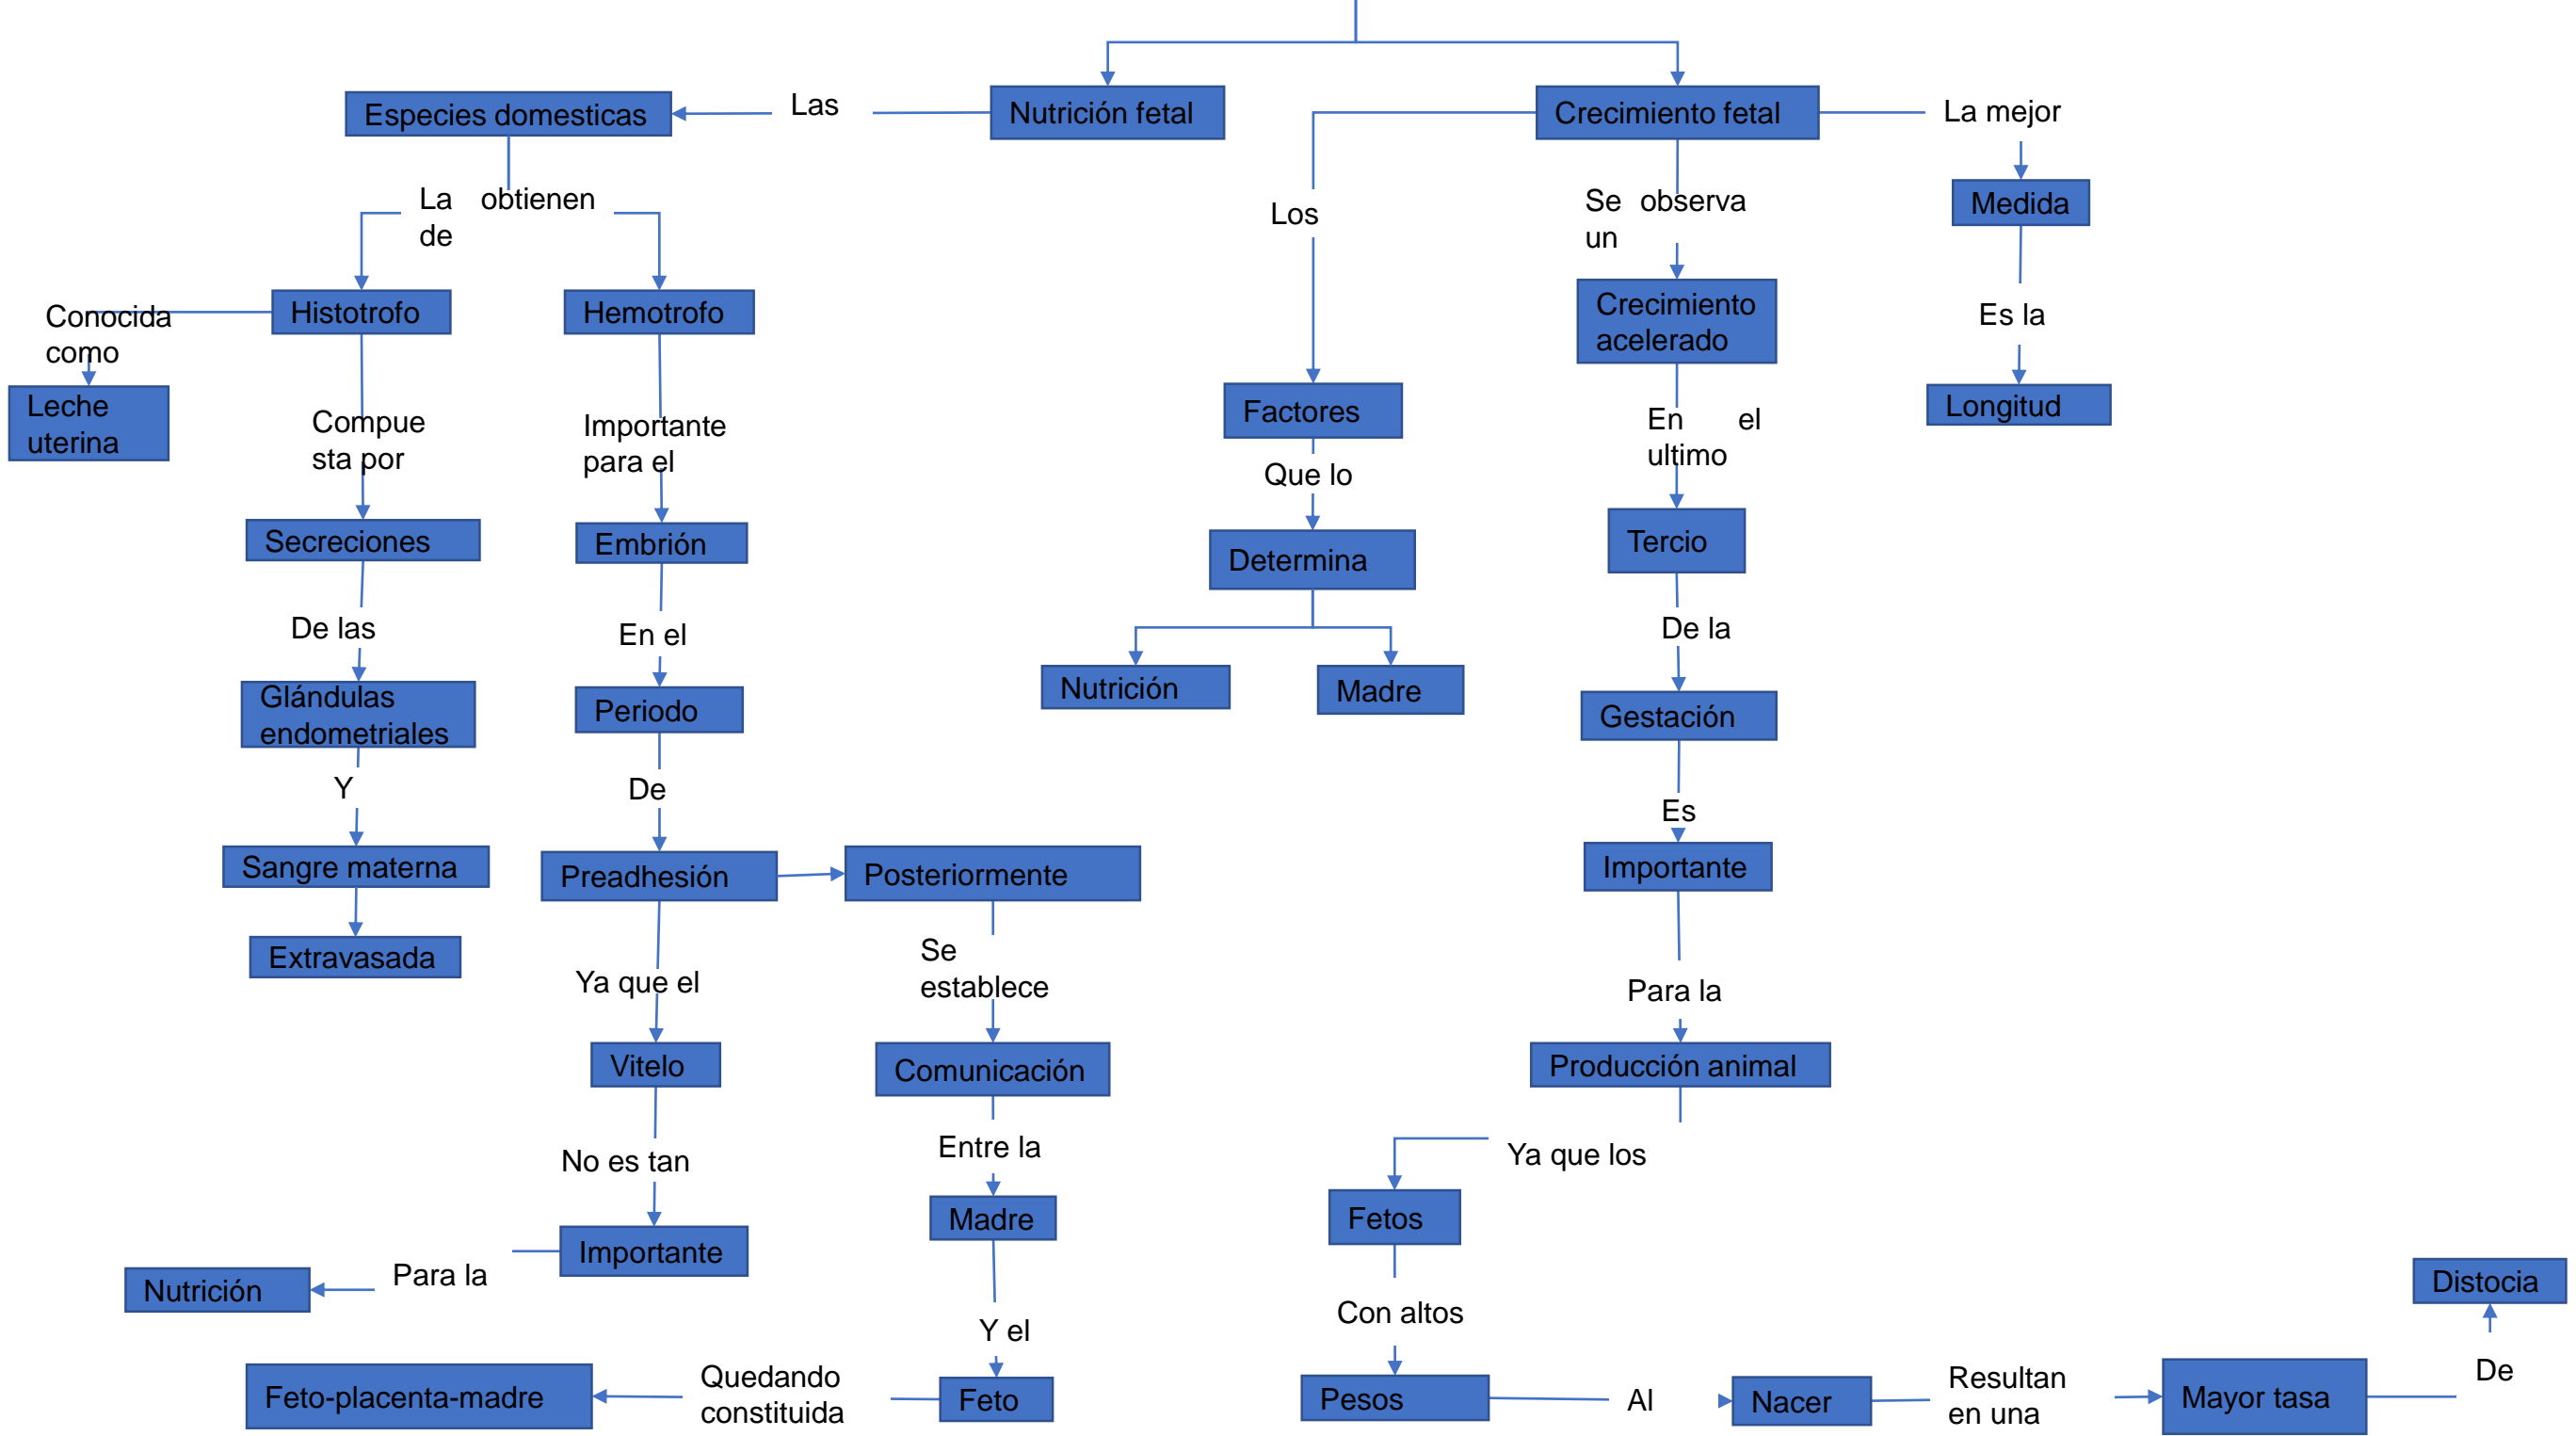 Especies domesticas
Las
Nutrición fetal
Crecimiento fetal
La mejor
La obtienen
de
Los
Se observa
un
Medida
Conocida
como
Histotrofo
Hemotrofo
Crecimiento
acelerado
Es la
Leche
uterina
Compue
sta por
Importante
para el
Factores
En el
ultimo
Longitud
Que lo
Secreciones
Embrión
Determina
Tercio
De las
En el
De la
Glándulas
endometriales
Periodo
Nutrición
Madre
Gestación
Y
De
Es
Sangre materna
Preadhesión
Posteriormente
Importante
Extravasada
Ya que el
Se
establece
Para la
Vitelo
Comunicación
Producción animal
No es tan
Entre la
Ya que los
Importante
Madre
Fetos
Nutrición
Para la
Distocia
Y el
Con altos
Feto-placenta-madre
Quedando
constituida
Feto
Pesos
Al
Nacer
Resultan
en una
Mayor tasa
De